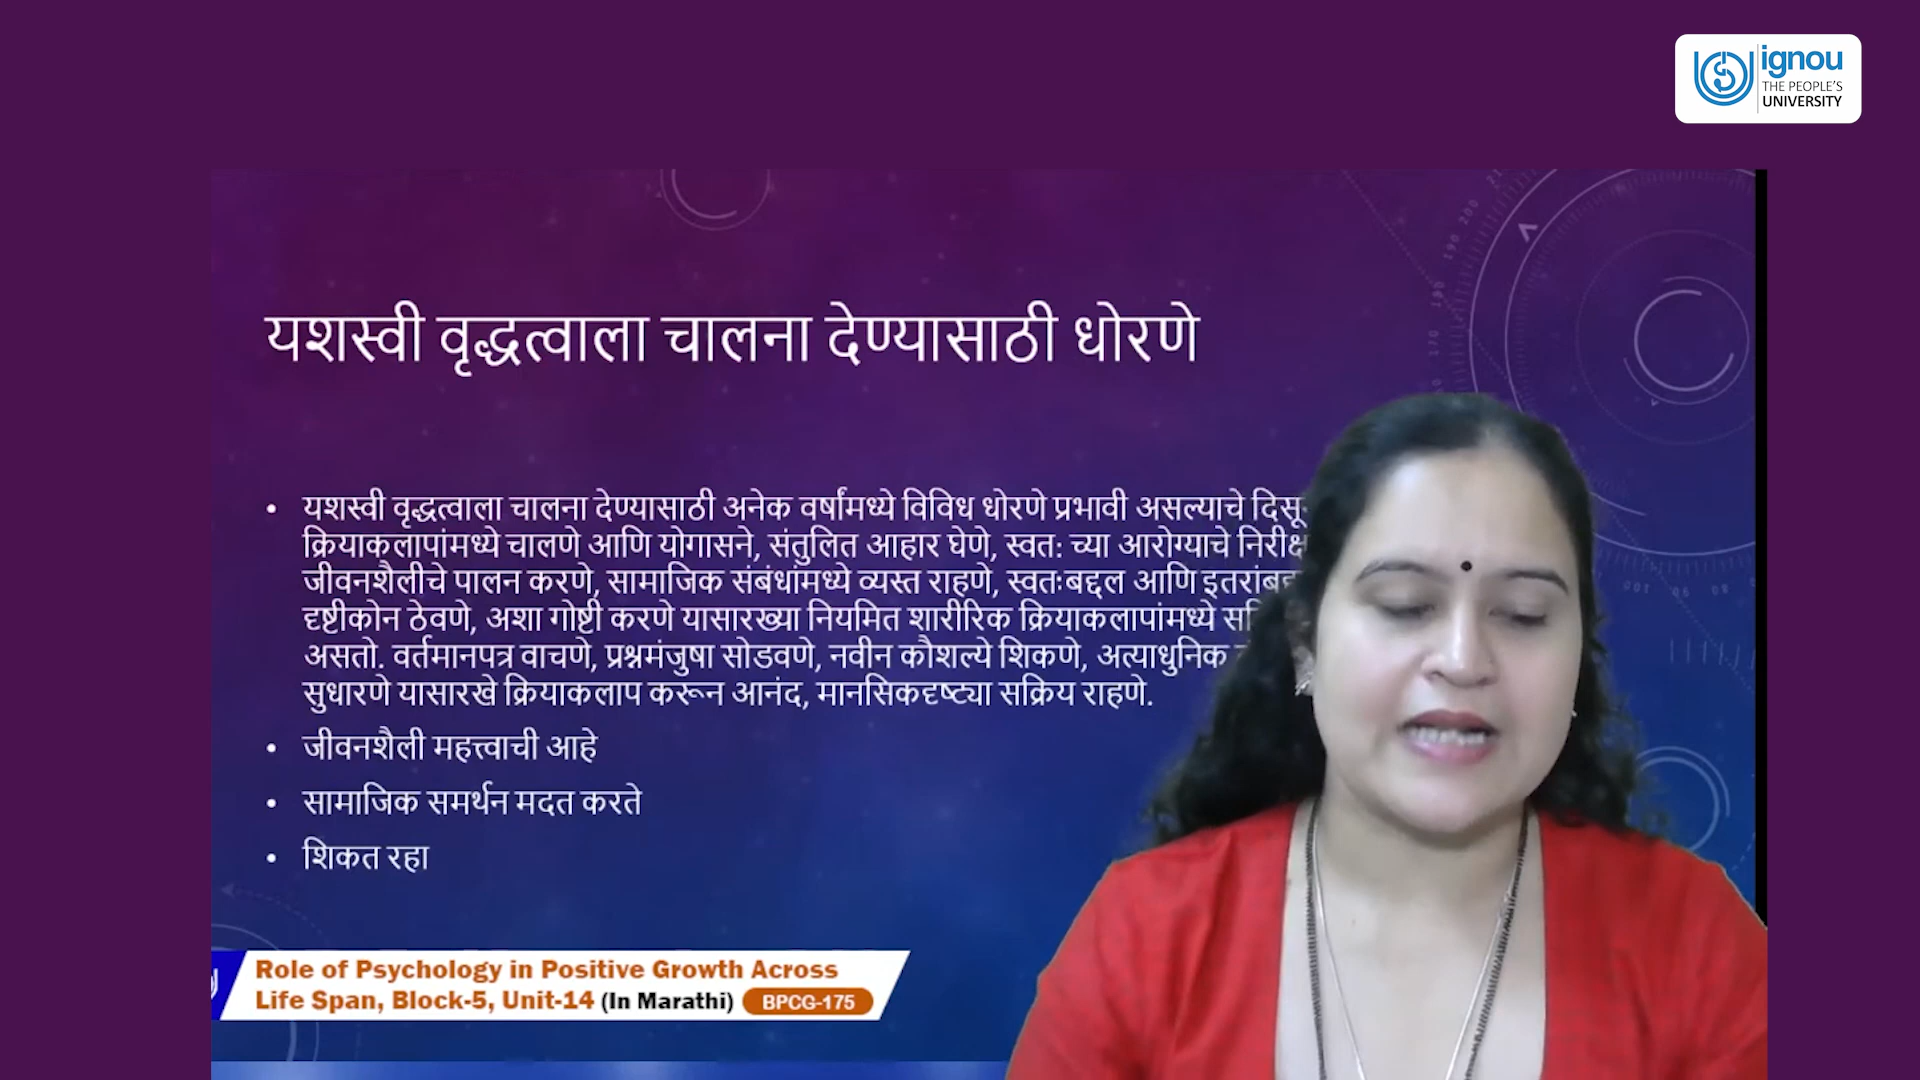 ignou
THE PEOPLE'S
UNIVERSITY
यशस्वी वृद्धत्वाला चालना देण्यासाठी धोरणे
• यशस्वी वृद्धत्वाला चालना देण्यासाठी अनेक वर्षांमध्ये विविध धोरणे प्रभावी असल्याचे
क्रियाकलापांमध्ये चालणे आणि योगासने, संतुलित आहार घेणे, स्वतः च्या आरोग्याचे
जीवनशैलीचे पालन करणे, सामाजिक संबंधांमध्ये व्यस्त राहणे, स्वतःबद्दल आणि
दृष्टीकोन ठेवणे, अशा गोष्टी करणे यासारख्या नियमित शारीरिक क्रियाकलापांमध्ये
असतो. वर्तमानपत्र वाचणे, प्रश्नमंजुषा सोडवणे, नवीन कौशल्ये शिकणे, अत्याधुनिक
सुधारणे यासारखे क्रियाकलाप करून आनंद, मानसिकदृष्ट्या सक्रिय राहणे.
• जीवनशैली महत्त्वाची आहे
• सामाजिक समर्थन मदत करते
• शिकत रहा
Role of Psychology in Positive Growth Across
Life Span, Block-5, Unit-14 (In Marathi) BPCG-175